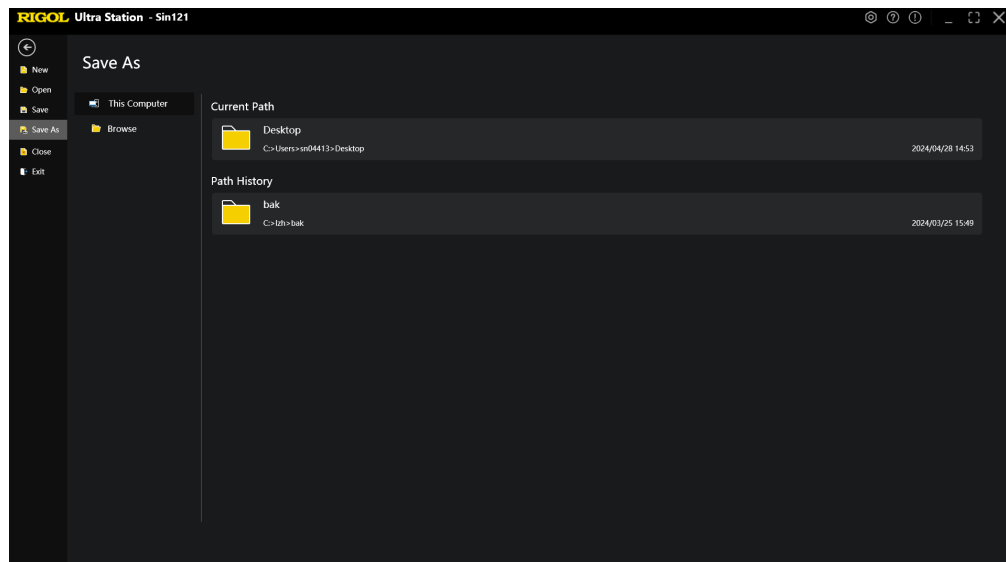 RIGOL Ultra Station - Sin121
New
Open
Save
Save As
Close
Exit
Save As
This Computer
Browse
Current Path
Desktop
C:>Users>sn04413>Desktop
2024/04/28 14:53
Path History
bak
C:>lzh>bak
2024/03/25 15:49